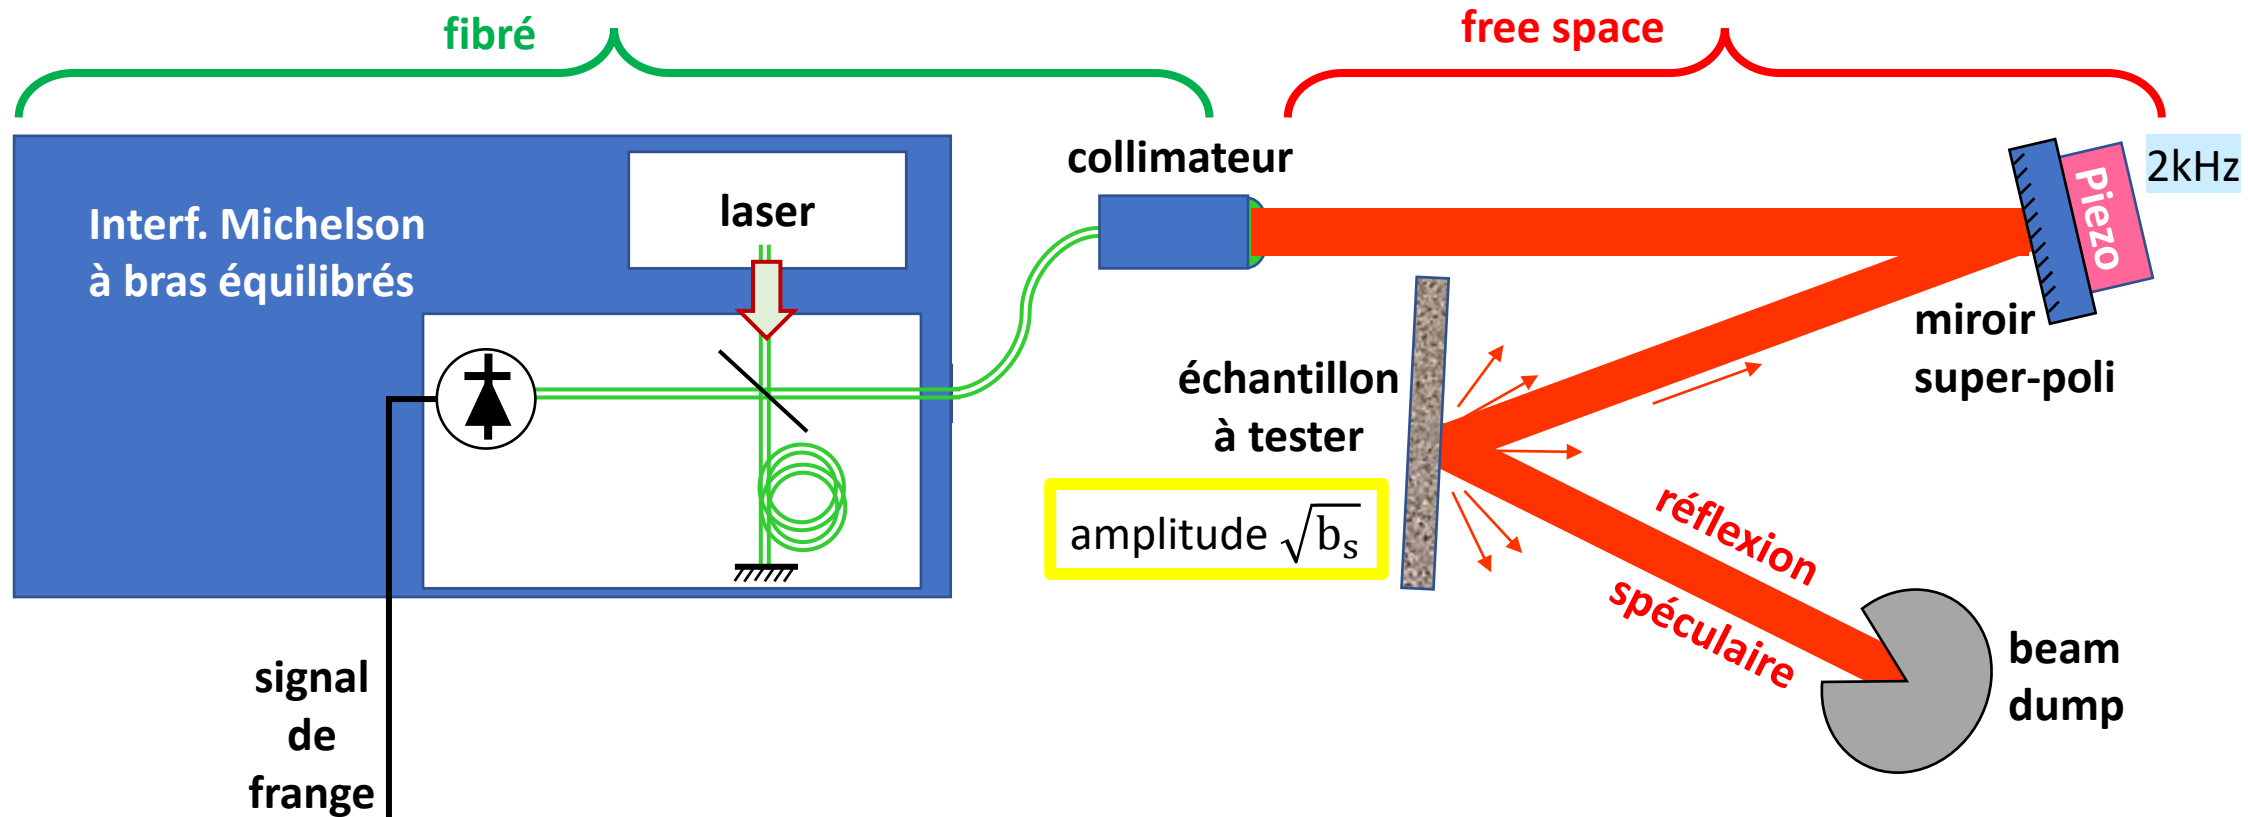 fibré
free space
collimateur
2kHz
Interf. Michelson
à bras équilibrés
laser
Piezo
miroir
super-poli
échantillon
à tester
amplitude √bₛ
réflexion
spéculaire
beam
dump
signal
de
frange